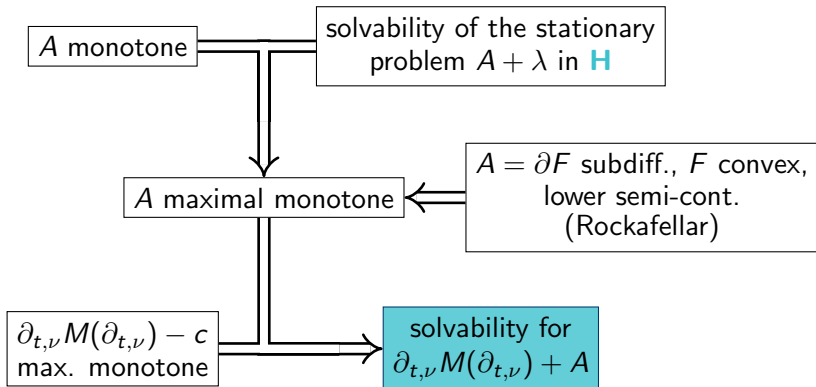 A monotone
solvability of the stationary
problem A + λ in H
A = ∂F subdiff., F convex,
lower semi-cont.
(Rockafellar)
A maximal monotone
∂t,νM(∂t,ν) − c
max. monotone
solvability for
∂t,νM(∂t,ν) + A